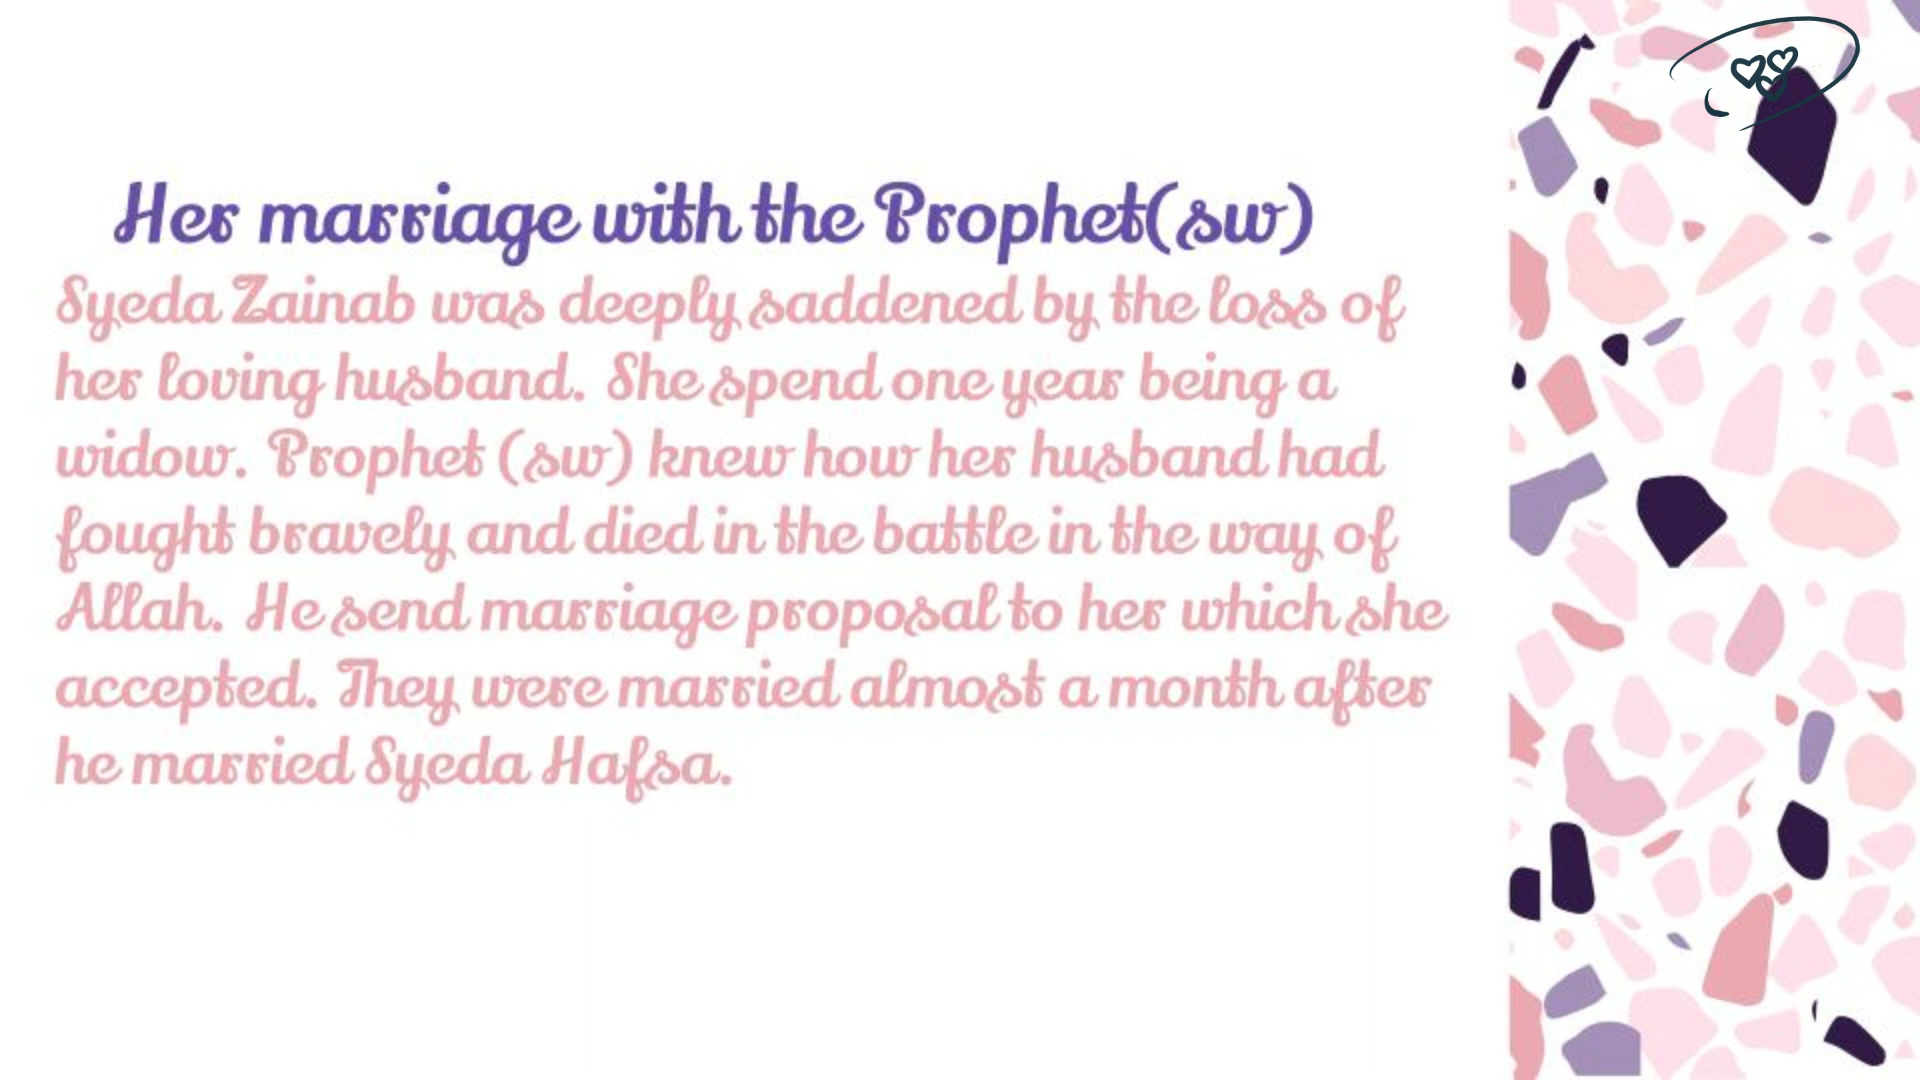 Her marriage with the Prophet(sw)
Syeda Zainab was deeply saddened by the loss of
her loving husband. She spend one year being a
widow. Prophet (sw) knew how her husband had
fought bravely and died in the battle in the way of
Allah. He send marriage proposal to her which she
accepted. They were married almost a month after
he married Syeda Hafsa.